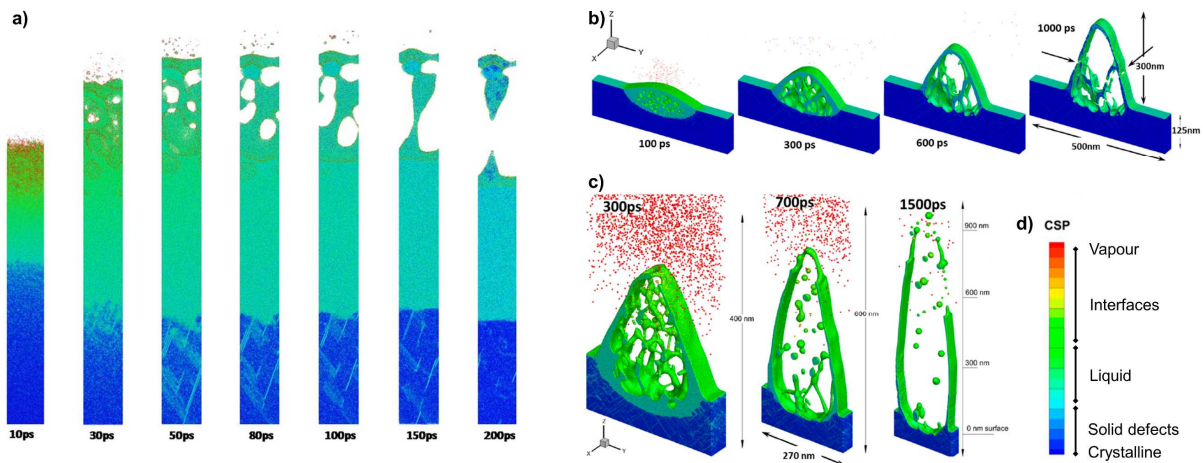 a)
10ps
30ps
50ps
80ps
100ps
150ps
200ps
b)
Z
Y
X
100 ps
300 ps
600 ps
1000 ps
300nm
125nm
500nm
c)
300ps
700ps
1500ps
400 nm
600 nm
900 nm
600 nm
300 nm
0 nm surface
Z
X
Y
270 nm
d)
CSP
Vapour
Interfaces
Liquid
Solid defects
Crystalline